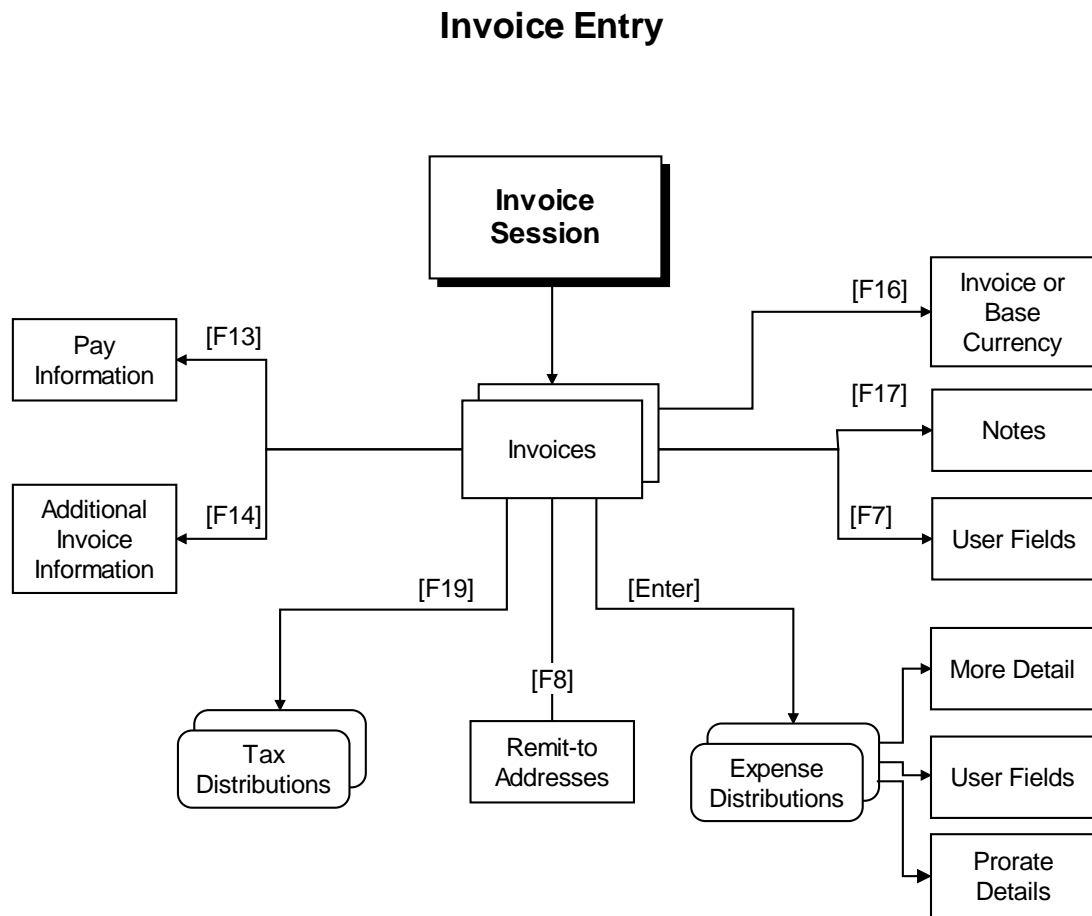 Invoice Entry
Invoice
Session
[F16]
Invoice or
Base
Currency
[F13]
Pay
Information
[F17]
Notes
Invoices
Additional
Invoice
Information
[F14]
[F7]
User Fields
[F19]
[Enter]
[F8]
More Detail
Tax
Distributions
Remit-to
Addresses
Expense
Distributions
User Fields
Prorate
Details